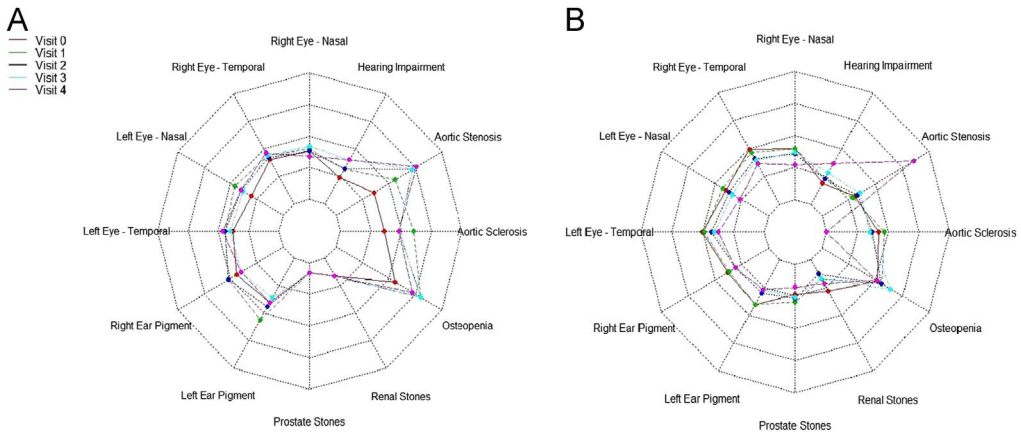 A
Visit 0
Visit 1
Visit 2
Visit 3
Visit 4
Right Eye - Nasal
Hearing Impairment
Aortic Stenosis
Aortic Sclerosis
Osteopenia
Renal Stones
Prostate Stones
Left Ear Pigment
Right Ear Pigment
Left Eye - Temporal
Left Eye - Nasal
Right Eye - Temporal
B
Right Eye - Nasal
Hearing Impairment
Aortic Stenosis
Aortic Sclerosis
Osteopenia
Renal Stones
Prostate Stones
Left Ear Pigment
Right Ear Pigment
Left Eye - Temporal
Left Eye - Nasal
Right Eye - Temporal